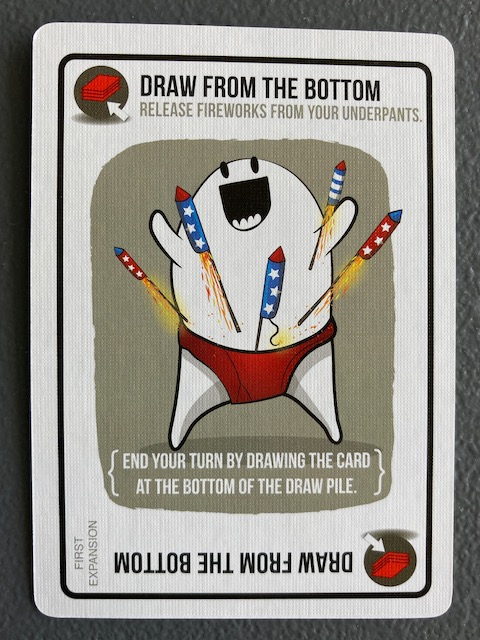 DRAW FROM THE BOTTOM
RELEASE FIREWORKS FROM YOUR UNDERPANTS.
{ END YOUR TURN BY DRAWING THE CARD
AT THE BOTTOM OF THE DRAW PILE. }
FIRST
EXPANSION
DRAW FROM THE BOTTOM